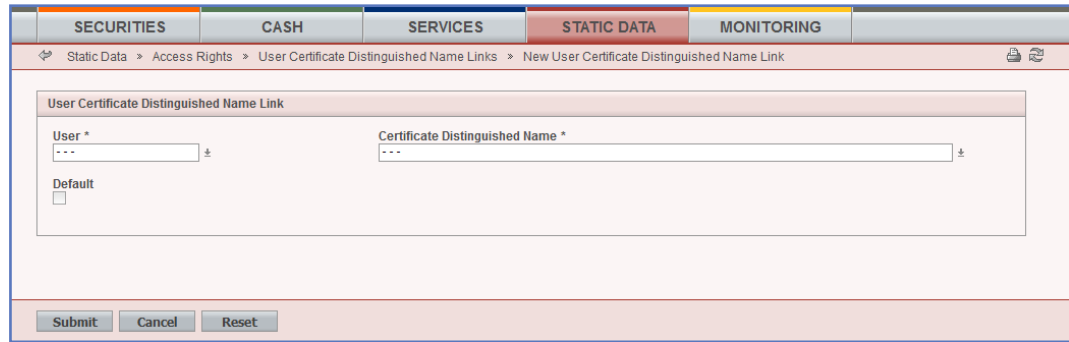 SECURITIES CASH SERVICES STATIC DATA MONITORING
Static Data » Access Rights » User Certificate Distinguished Name Links » New User Certificate Distinguished Name Link
User Certificate Distinguished Name Link
User * Certificate Distinguished Name *
--- ---
Default
Submit Cancel Reset